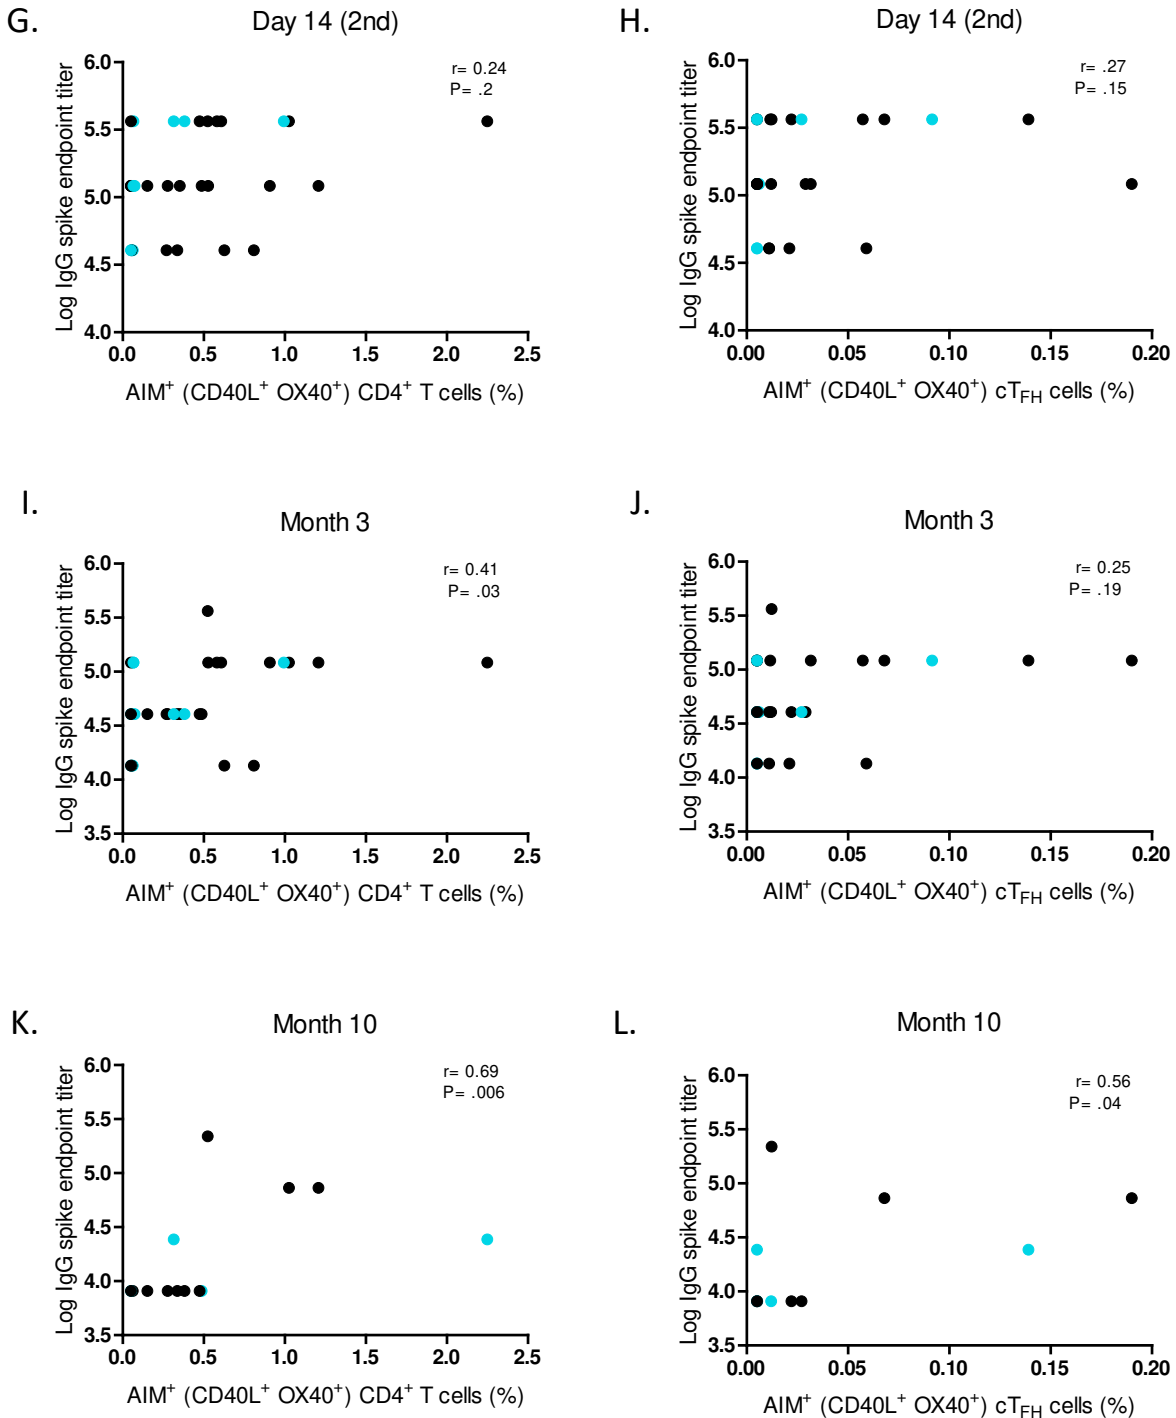 G.
Day 14 (2nd)
r= 0.24
P= .2
Log IgG spike endpoint titer
6.0
5.5
5.0
4.5
4.0
0.0 0.5 1.0 1.5 2.0 2.5
AIM⁺ (CD40L⁺ OX40⁺) CD4⁺ T cells (%)
H.
Day 14 (2nd)
r= .27
P= .15
Log IgG spike endpoint titer
6.0
5.5
5.0
4.5
4.0
0.00 0.05 0.10 0.15 0.20
AIM⁺ (CD40L⁺ OX40⁺) cT_FH cells (%)
I.
Month 3
r= 0.41
P= .03
Log IgG spike endpoint titer
6.0
5.5
5.0
4.5
4.0
3.5
0.0 0.5 1.0 1.5 2.0 2.5
AIM⁺ (CD40L⁺ OX40⁺) CD4⁺ T cells (%)
J.
Month 3
r= 0.25
P= .19
Log IgG spike endpoint titer
6.0
5.5
5.0
4.5
4.0
3.5
0.00 0.05 0.10 0.15 0.20
AIM⁺ (CD40L⁺ OX40⁺) cT_FH cells (%)
K.
Month 10
r= 0.69
P= .006
Log IgG spike endpoint titer
6.0
5.5
5.0
4.5
4.0
3.5
0.0 0.5 1.0 1.5 2.0 2.5
AIM⁺ (CD40L⁺ OX40⁺) CD4⁺ T cells (%)
L.
Month 10
r= 0.56
P= .04
Log IgG spike endpoint titer
6.0
5.5
5.0
4.5
4.0
3.5
0.00 0.05 0.10 0.15 0.20
AIM⁺ (CD40L⁺ OX40⁺) cT_FH cells (%)